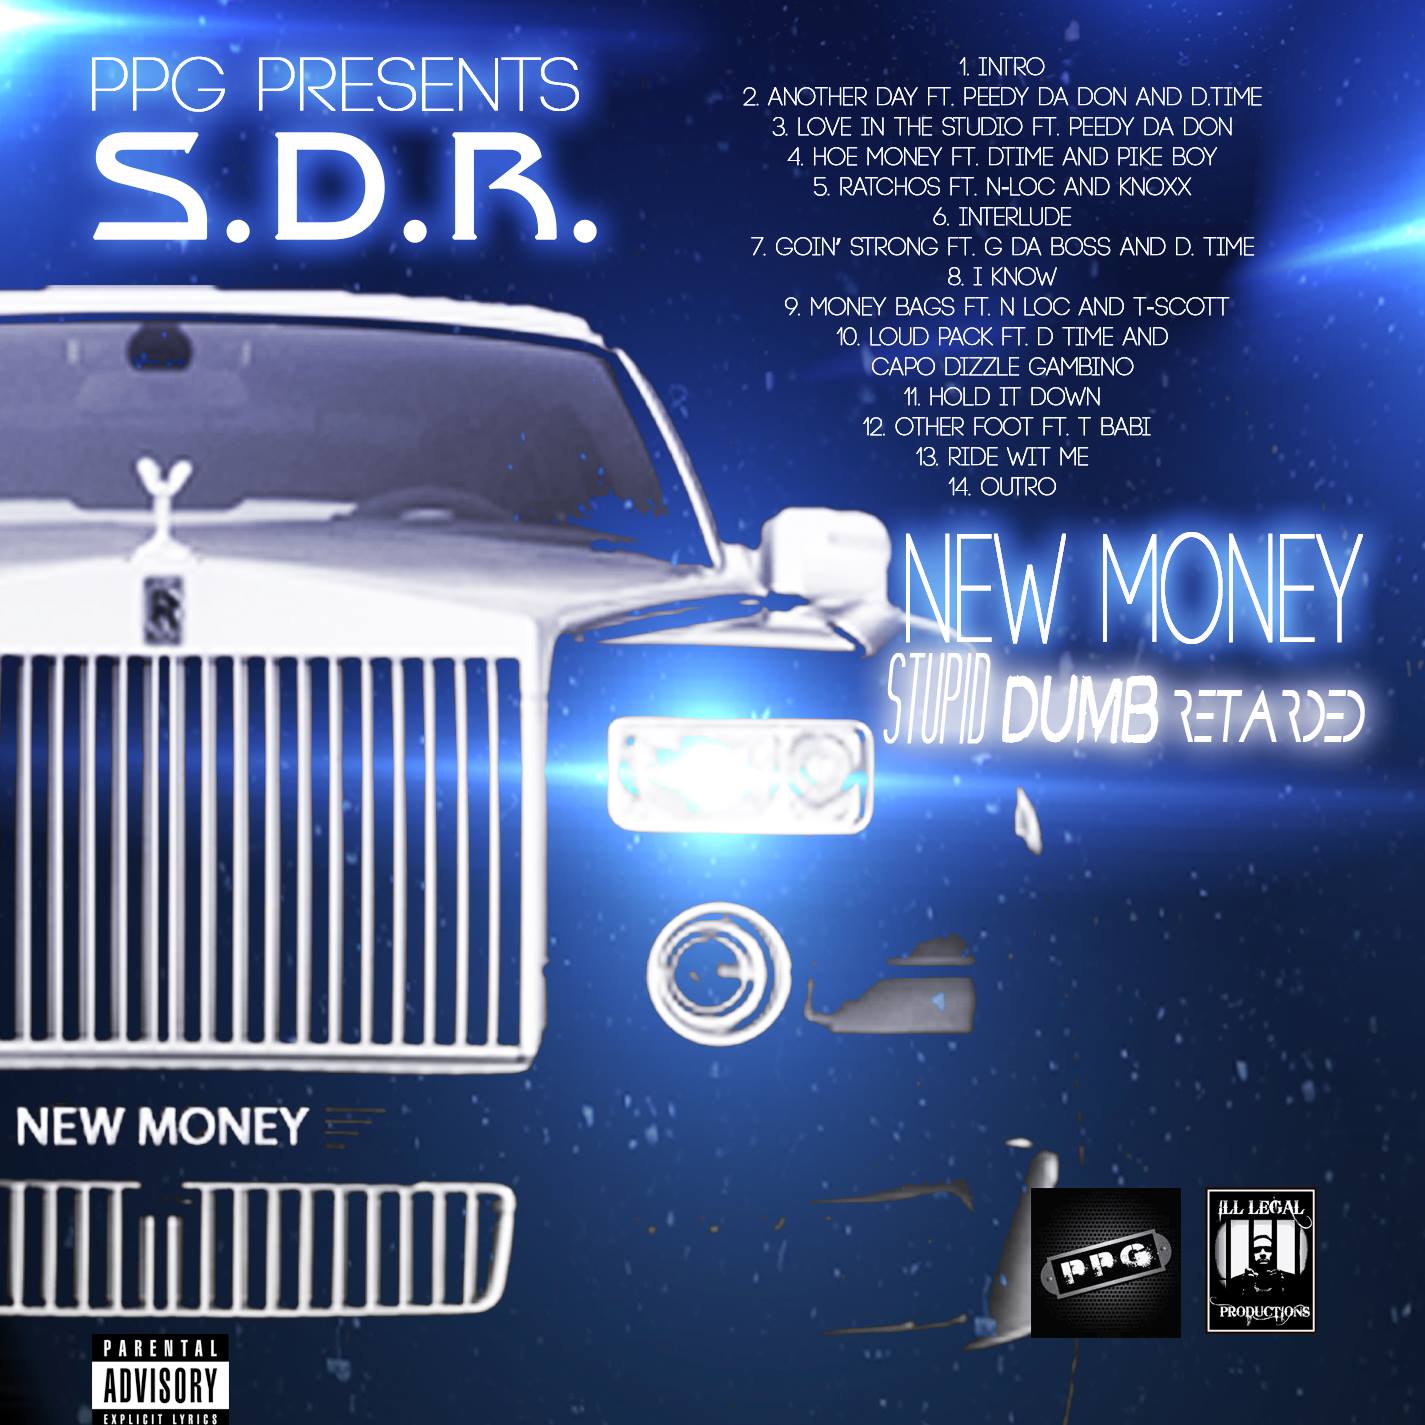 PPG PRESENTS
S.D.R.
1. INTRO
2. ANOTHER DAY FT. PEEDY DA DON AND D.TIME
3. LOVE IN THE STUDIO FT. PEEDY DA DON
4. HOE MONEY FT. DTIME AND PIKE BOY
5. RATCHOS FT. N-LOC AND KNOXX
6. INTERLUDE
7. GOIN' STRONG FT. G DA BOSS AND D. TIME
8. I KNOW
9. MONEY BAGS FT. N LOC AND T-SCOTT
10. LOUD PACK FT. D TIME AND
CAPO DIZZLE GAMBINO
11. HOLD IT DOWN
12. OTHER FOOT FT. T BABI
13. RIDE WIT ME
14. OUTRO
NEW MONEY
STUPID DUMB RETARDED
R
NEW MONEY
PPG
ILL LEGAL
PRODUCTIONS
PARENTAL
ADVISORY
EXPLICIT LYRICS